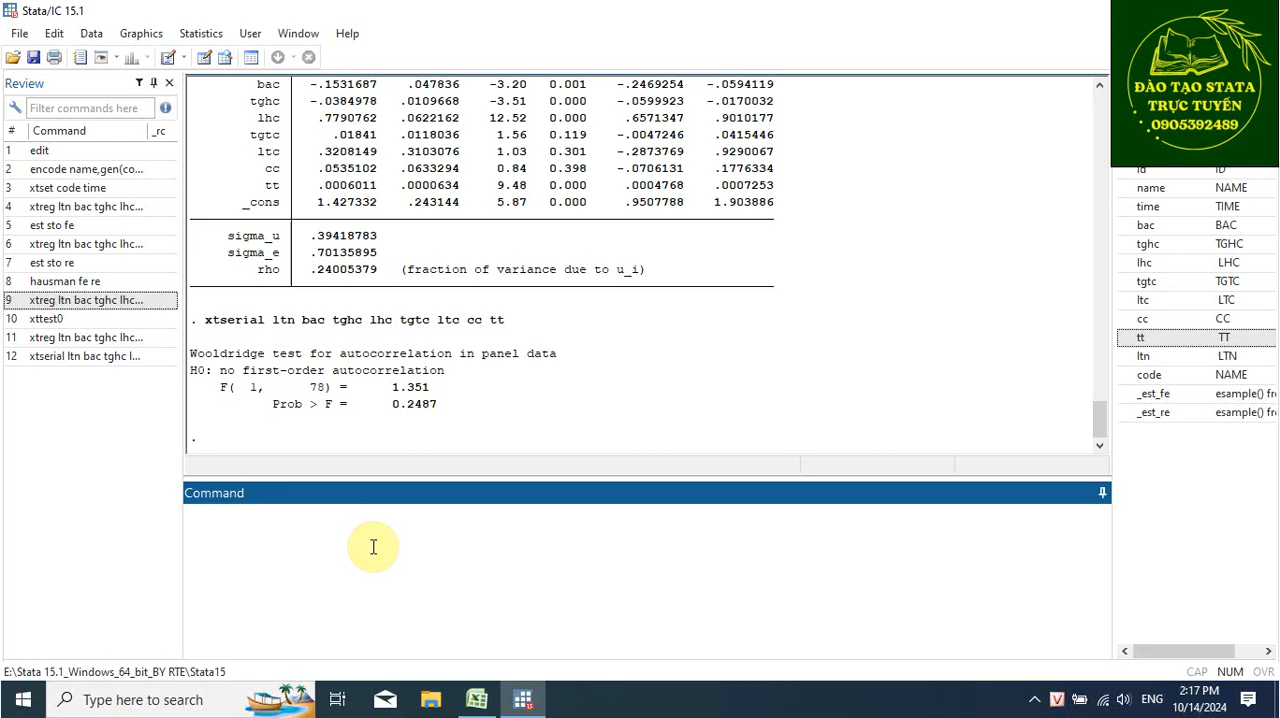 Stata/IC 15.1
File Edit Data Graphics Statistics User Window Help
Review
Filter commands here
# Command _rc
1 edit
2 encode name,gen(co...
3 xtset code time
4 xtreg ltn bac tghc lhc...
5 est sto fe
6 xtreg ltn bac tghc lhc...
7 est sto re
8 hausman fe re
9 xtreg ltn bac tghc lhc...
10 xttest0
11 xtreg ltn bac tghc lhc...
12 xtserial ltn bac tghc l...
bac -.1531687 .047836 -3.20 0.001 -.2469254 -.0594119
tghc -.0384978 .0109668 -3.51 0.000 -.0599923 -.0170032
lhc .7790762 .0622162 12.52 0.000 .6571347 .9010177
tgtc .01841 .0118036 1.56 0.119 -.0047246 .0415446
ltc .3208149 .3103076 1.03 0.301 -.2873769 .9290067
cc .0535102 .0633294 0.84 0.398 -.0706131 .1776334
tt .0006011 .0000634 9.48 0.000 .0004768 .0007253
_cons 1.427332 .243144 5.87 0.000 .9507788 1.903886
sigma_u .39418783
sigma_e .70135895
rho .24005379 (fraction of variance due to u_i)
. xtserial ltn bac tghc lhc tgtc ltc cc tt
Wooldridge test for autocorrelation in panel data
H0: no first-order autocorrelation
F( 1, 78) = 1.351
Prob > F = 0.2487
.
Command
ĐÀO TẠO STATA
TRỰC TUYẾN
0905392489
id ID
name NAME
time TIME
bac BAC
tghc TGHC
lhc LHC
tgtc TGTC
ltc LTC
cc CC
tt TT
ltn LTN
code NAME
_est_fe esample() fr
_est_re esample() fr
E:\Stata 15.1_Windows_64_bit_BY RTE\Stata15
CAP NUM OVR
Type here to search
ENG
2:17 PM
10/14/2024